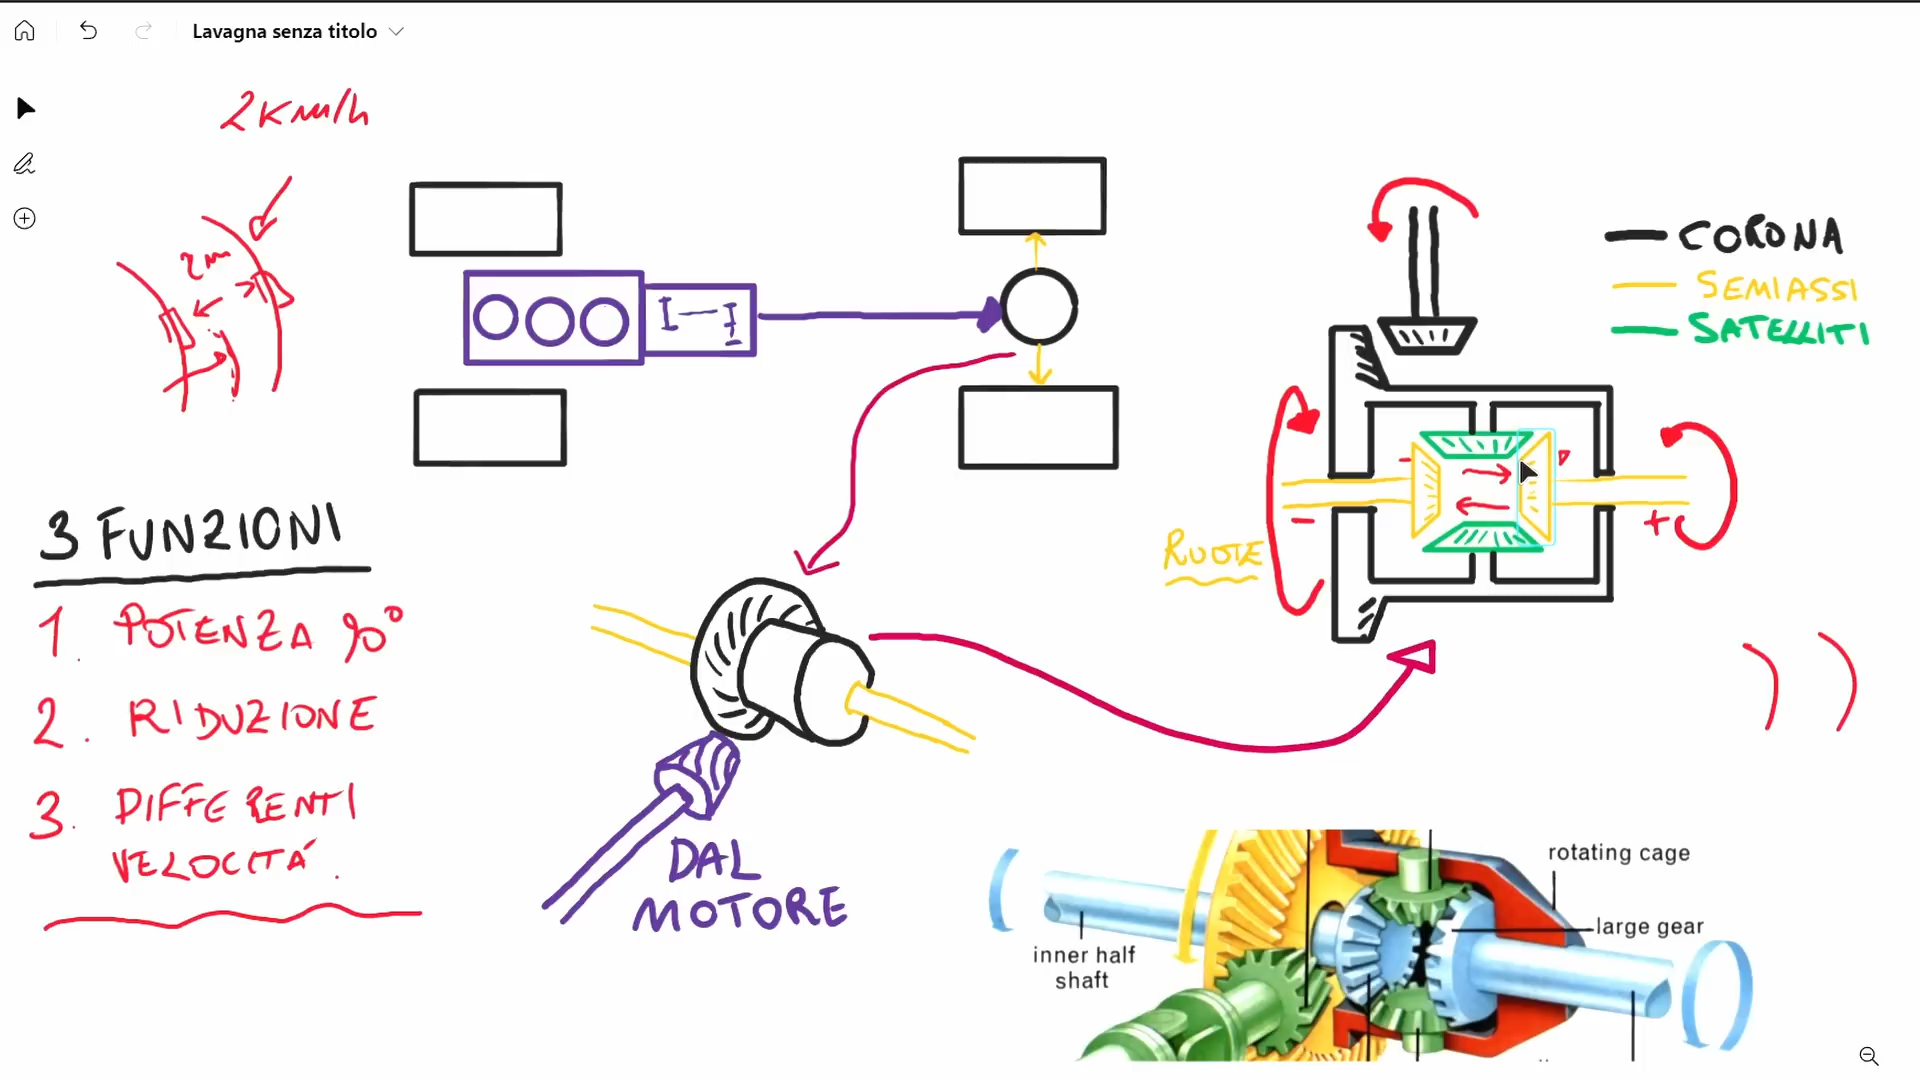 Lavagna senza titolo
2Km/h
2m
CORONA
SEMIASSI
SATELLITI
-
-
+
RUOTE
3 FUNZIONI
1. POTENZA 90°
2. RIDUZIONE
3. DIFFERENTI
VELOCITÁ.
DAL
MOTORE
rotating cage
large gear
inner half
shaft